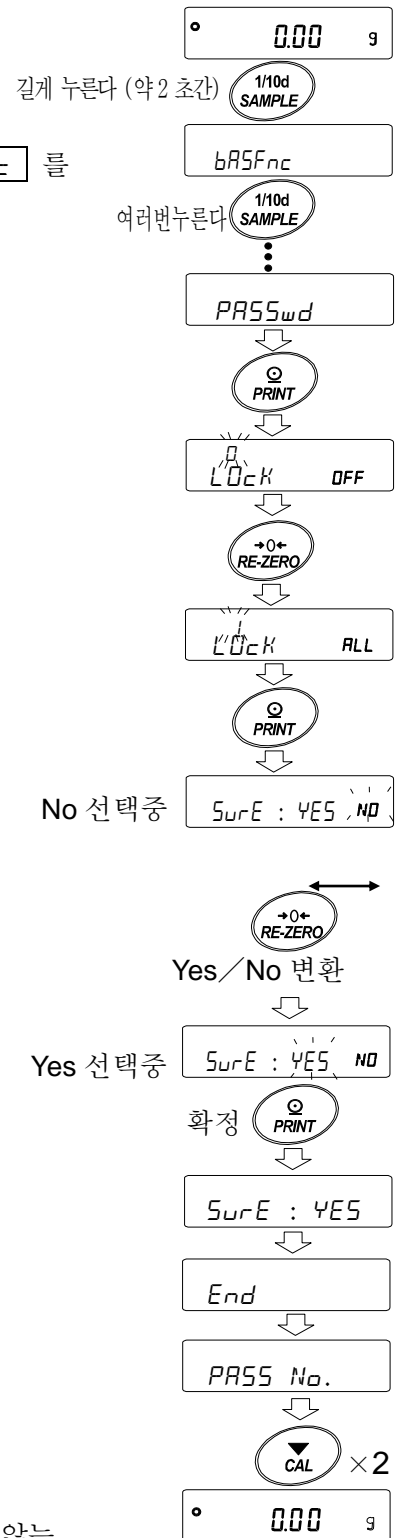 0.00 g
길게 누른다 (약 2 초간)
1/10d
SAMPLE
를
bASFnc
여러번누른다
1/10d
SAMPLE
PASSwd
PRINT
0
LOcK OFF
→0←
RE-ZERO
1
LOcK ALL
PRINT
No 선택중
SurE : YES NO
→0←
RE-ZERO
Yes／No 변환
Yes 선택중
SurE : YES NO
확정
PRINT
SurE : YES
End
PASS No.
CAL ×2
0.00 g